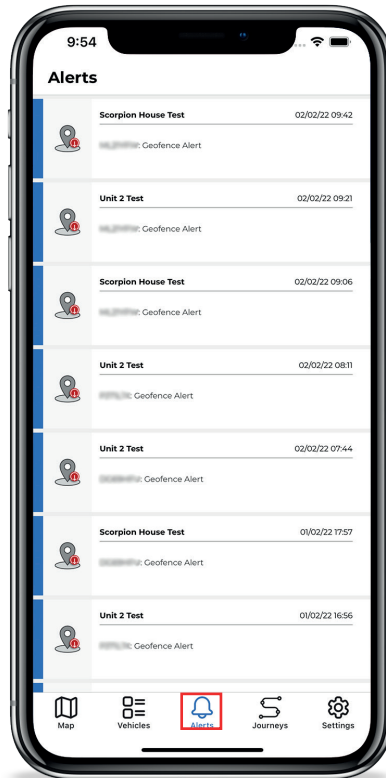 9:54
Alerts
Scorpion House Test 02/02/22 09:42
: Geofence Alert
Unit 2 Test 02/02/22 09:21
: Geofence Alert
Scorpion House Test 02/02/22 09:06
: Geofence Alert
Unit 2 Test 02/02/22 08:11
: Geofence Alert
Unit 2 Test 02/02/22 07:44
: Geofence Alert
Scorpion House Test 01/02/22 17:57
: Geofence Alert
Unit 2 Test 01/02/22 16:56
: Geofence Alert
Map Vehicles Alerts Journeys Settings